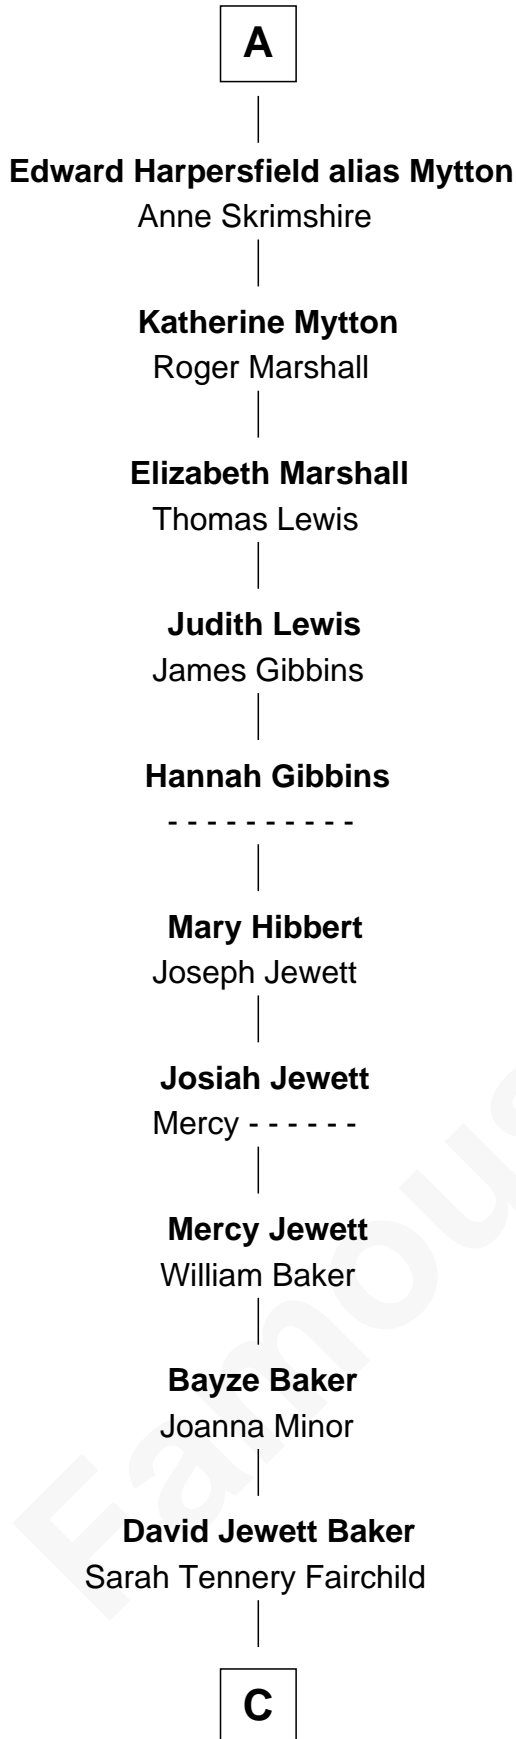 A
Edward Harpersfield alias Mytton
Anne Skrimshire
Katherine Mytton
Roger Marshall
Elizabeth Marshall
Thomas Lewis
Judith Lewis
James Gibbins
Hannah Gibbins
- - - - - - - - - -
Mary Hibbert
Joseph Jewett
Josiah Jewett
Mercy - - - - - -
Mercy Jewett
William Baker
Bayze Baker
Joanna Minor
David Jewett Baker
Sarah Tennery Fairchild
C
Famous